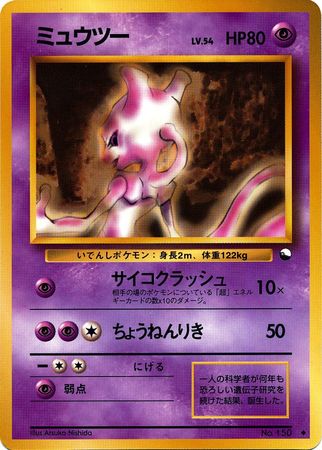 ミュウツー LV.54 HP80
いでんしポケモン：身長2m、体重122kg
サイコクラッシュ 10×
相手の場のポケモンについている「超」エネル
ギーカードの数×10のダメージ。
ちょうねんりき 50
にげる
弱点
一人の科学者が何年も
恐ろしい遺伝子研究を
続けた結果、誕生した。
Illus. Atsuko Nishida No.150